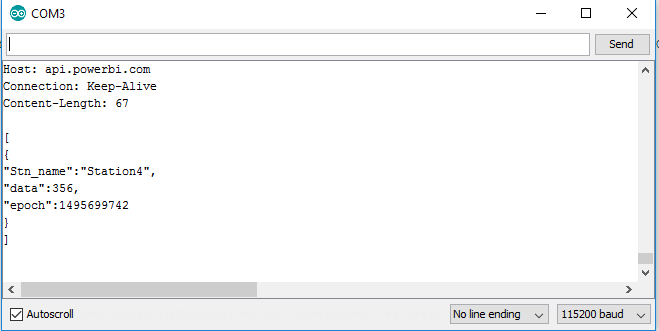 COM3
Send
Host: api.powerbi.com
Connection: Keep-Alive
Content-Length: 67
[
{
"Stn_name":"Station4",
"data":356,
"epoch":1495699742
}
]
Autoscroll
No line ending
115200 baud